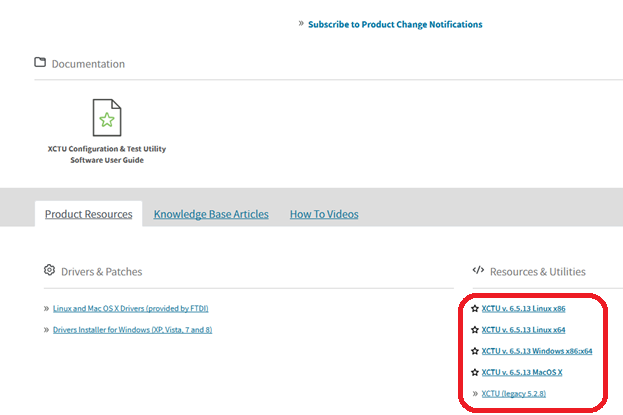 » Subscribe to Product Change Notifications
Documentation
XCTU Configuration & Test Utility
Software User Guide
Product Resources Knowledge Base Articles How To Videos
Drivers & Patches
» Linux and Mac OS X Drivers (provided by FTDI)
» Drivers Installer for Windows (XP, Vista, 7 and 8)
</> Resources & Utilities
XCTU v. 6.5.13 Linux x86
XCTU v. 6.5.13 Linux x64
XCTU v. 6.5.13 Windows x86:x64
XCTU v. 6.5.13 MacOS X
» XCTU (legacy 5.2.8)